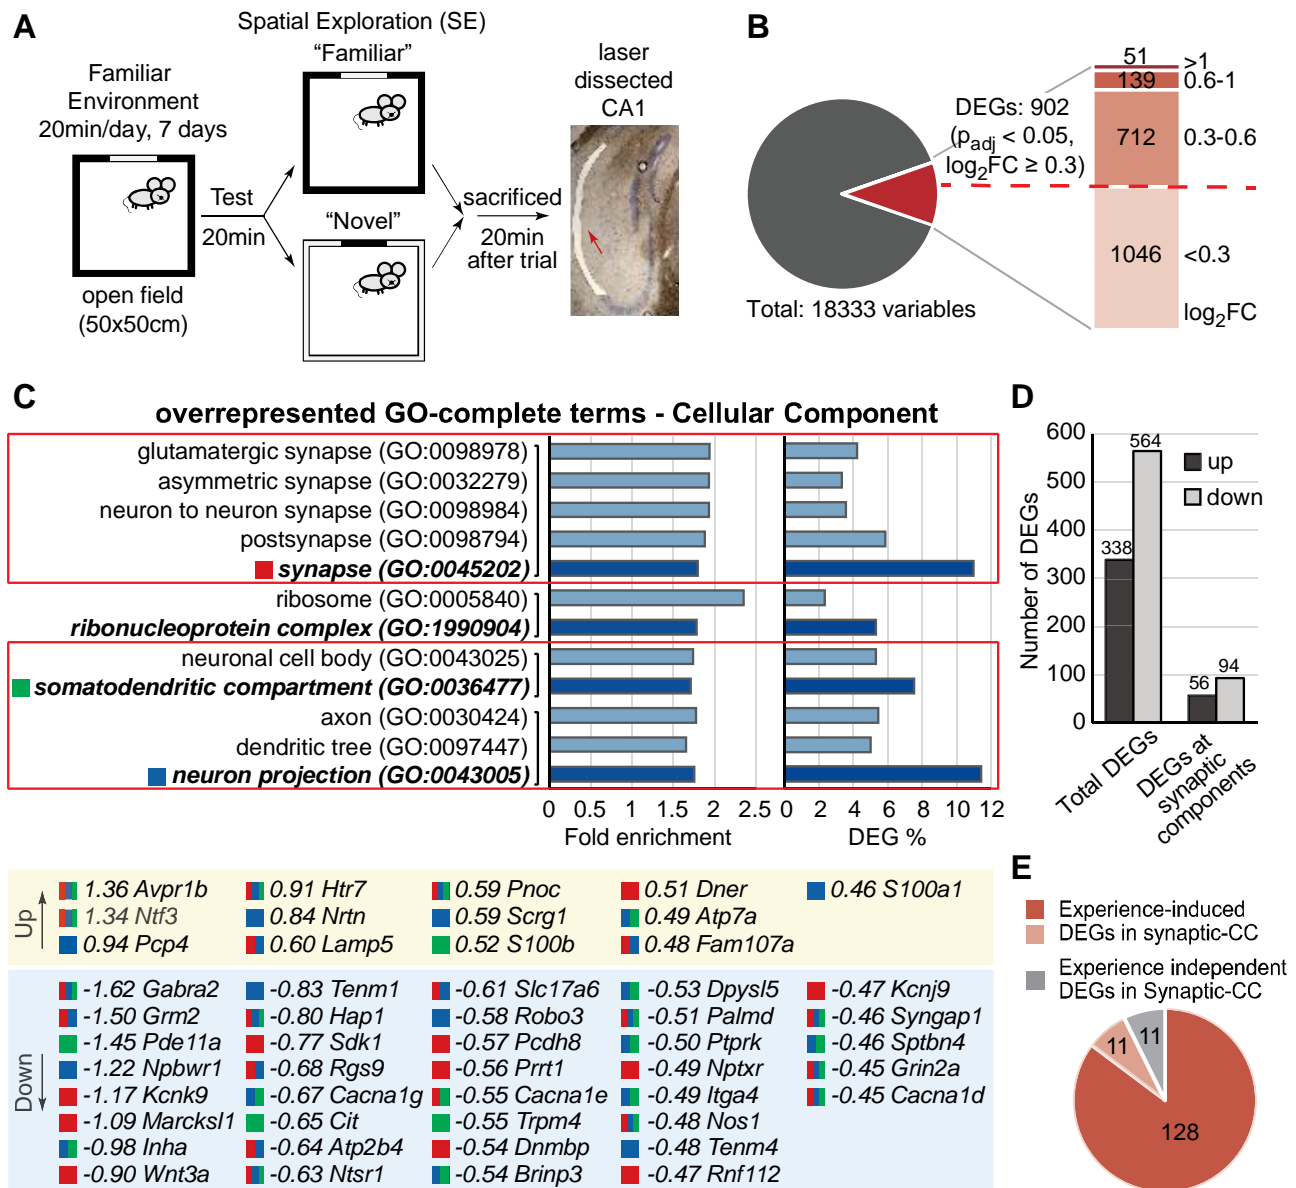 A
Spatial Exploration (SE)
“Familiar”
Familiar
Environment
20min/day, 7 days
open field
(50x50cm)
Test
20min
“Novel”
sacrificed
20min
after trial
laser
dissected
CA1
B
DEGs: 902
(padj < 0.05,
log2FC ≥ 0.3)
Total: 18333 variables
51 >1
139 0.6-1
712 0.3-0.6
1046 <0.3
log2FC
C
overrepresented GO-complete terms - Cellular Component
glutamatergic synapse (GO:0098978)
asymmetric synapse (GO:0032279)
neuron to neuron synapse (GO:0098984)
postsynapse (GO:0098794)
synapse (GO:0045202)
ribosome (GO:0005840)
ribonucleoprotein complex (GO:1990904)
neuronal cell body (GO:0043025)
somatodendritic compartment (GO:0036477)
axon (GO:0030424)
dendritic tree (GO:0097447)
neuron projection (GO:0043005)
0 0.5 1 1.5 2 2.5
Fold enrichment
0 2 4 6 8 10 12
DEG %
D
Number of DEGs
600
500
400
300
200
100
0
564
338
56
94
up
down
Total DEGs
DEGs at
synaptic
components
Up
1.36 Avpr1b 0.91 Htr7 0.59 Pnoc 0.51 Dner 0.46 S100a1
1.34 Ntf3 0.84 Nrtn 0.59 Scrg1 0.49 Atp7a
0.94 Pcp4 0.60 Lamp5 0.52 S100b 0.48 Fam107a
Down
-1.62 Gabra2 -0.83 Tenm1 -0.61 Slc17a6 -0.53 Dpysl5 -0.47 Kcnj9
-1.50 Grm2 -0.80 Hap1 -0.58 Robo3 -0.51 Palmd -0.46 Syngap1
-1.45 Pde11a -0.77 Sdk1 -0.57 Pcdh8 -0.50 Ptprk -0.46 Sptbn4
-1.22 Npbwr1 -0.68 Rgs9 -0.56 Prrt1 -0.49 Nptxr -0.45 Grin2a
-1.17 Kcnk9 -0.67 Cacna1g -0.55 Cacna1e -0.49 Itga4 -0.45 Cacna1d
-1.09 Marcksl1 -0.65 Cit -0.55 Trpm4 -0.48 Nos1
-0.98 Inha -0.64 Atp2b4 -0.54 Dnmbp -0.48 Tenm4
-0.90 Wnt3a -0.63 Ntsr1 -0.54 Brinp3 -0.47 Rnf112
E
Experience-induced
DEGs in synaptic-CC
Experience independent
DEGs in Synaptic-CC
11
11
128